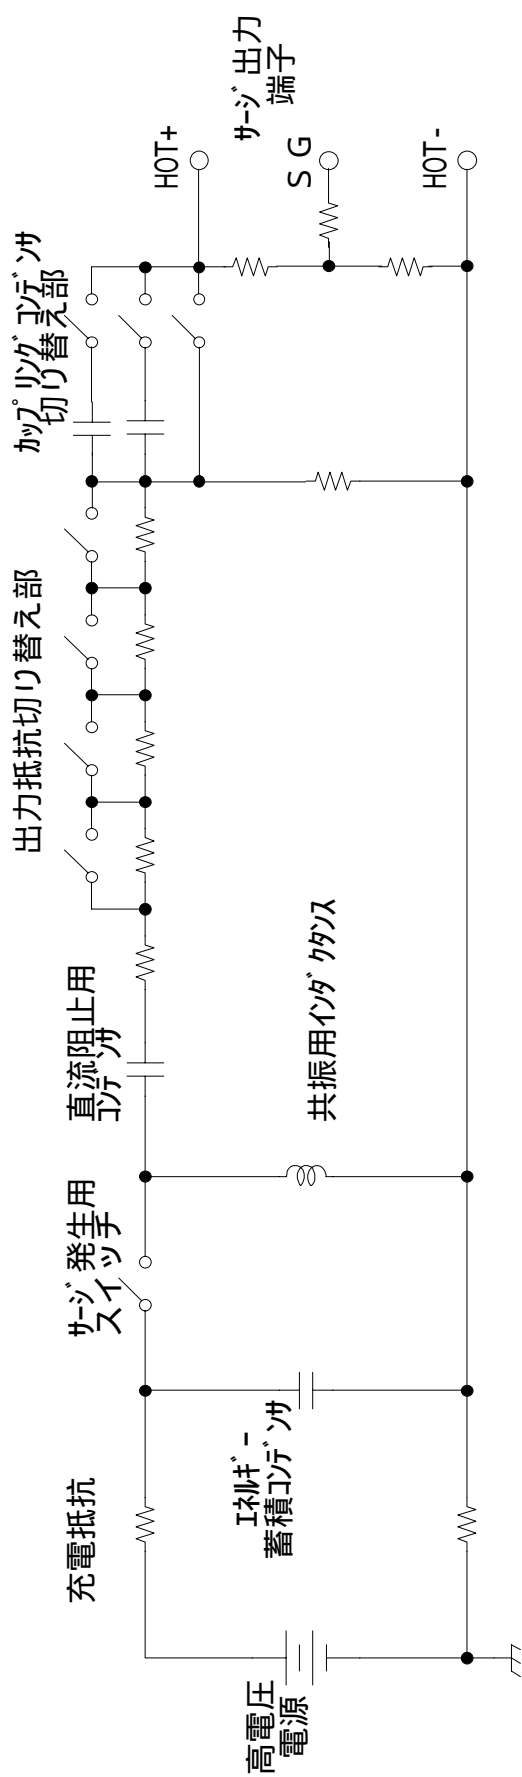 高電圧
電源
充電抵抗
エネルギー
蓄積コンデンサ
サージ発生用
スイッチ
共振用インダクタンス
直流阻止用
コンデンサ
出力抵抗切り替え部
カップリングコンデンサ
切り替え部
HOT+
SG
HOT-
サージ出力
端子